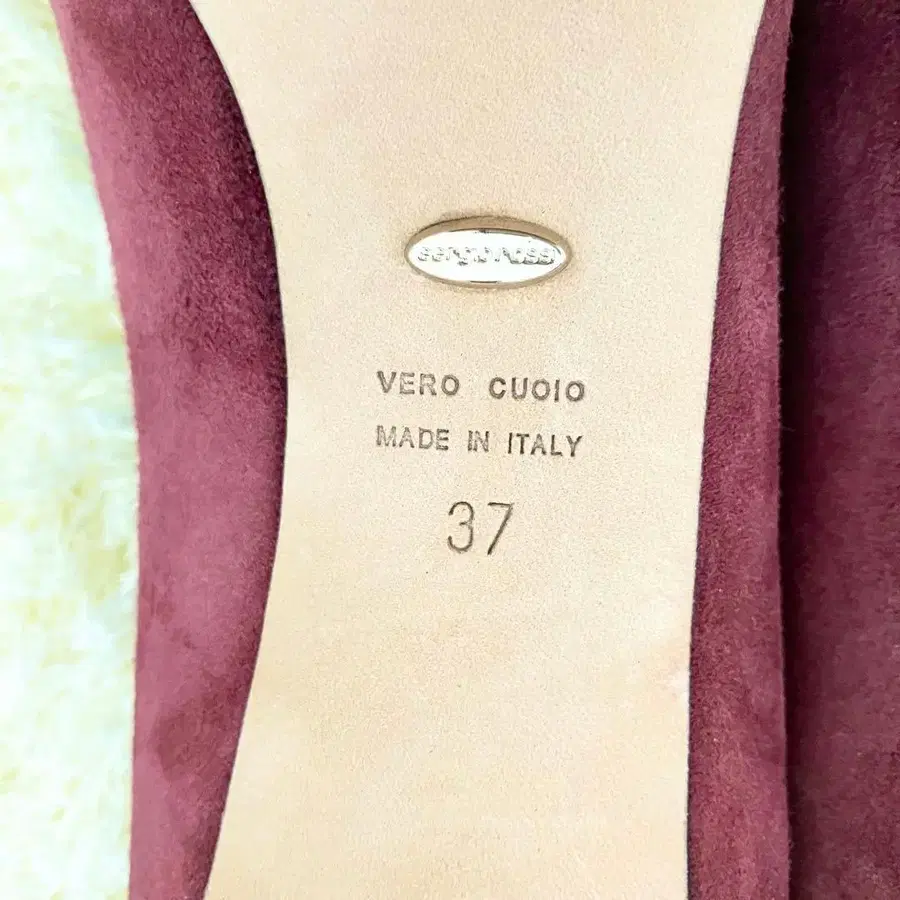 sergio rossi
VERO CUOIO
MADE IN ITALY
37